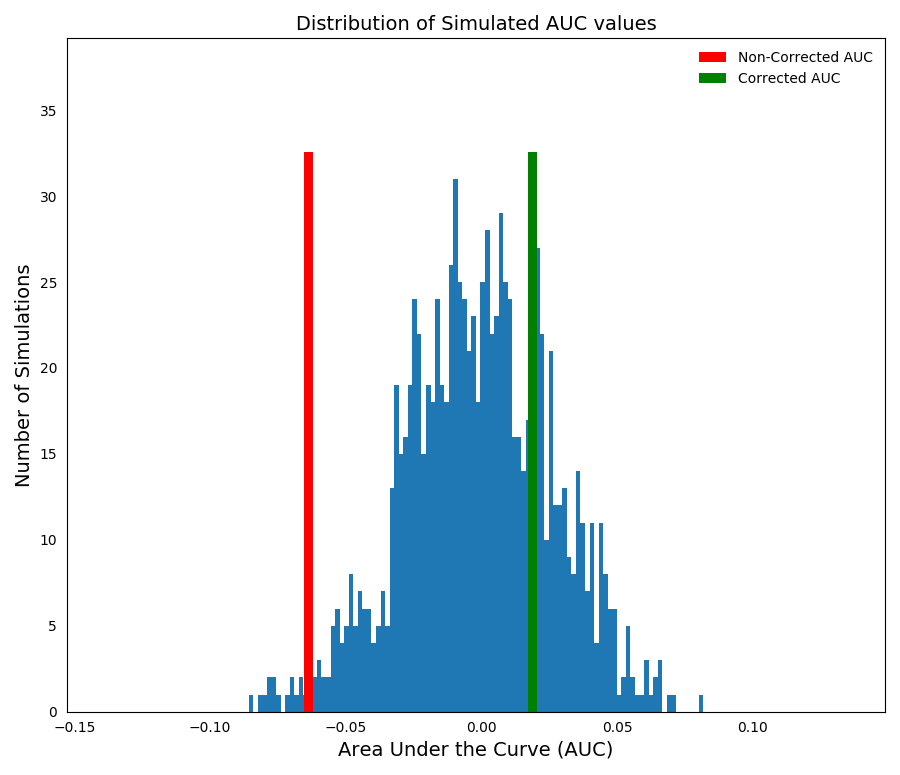 Distribution of Simulated AUC values
Non-Corrected AUC
Corrected AUC
Number of Simulations
35
30
25
20
15
10
5
0
−0.15
−0.10
−0.05
0.00
0.05
0.10
Area Under the Curve (AUC)